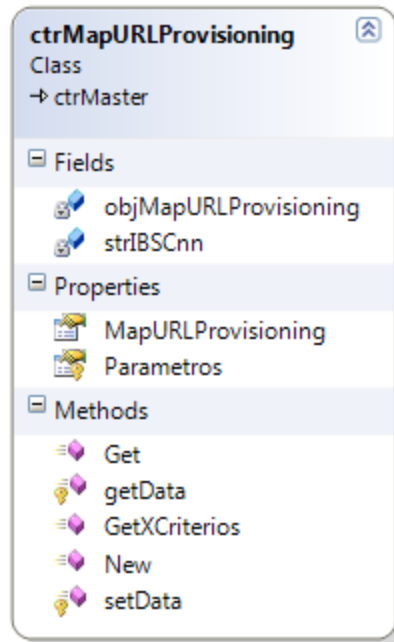 ctrMapURLProvisioning
Class
ctrMaster
Fields
objMapURLProvisioning
strIBSCnn
Properties
MapURLProvisioning
Parametros
Methods
Get
getData
GetXCriterios
New
setData